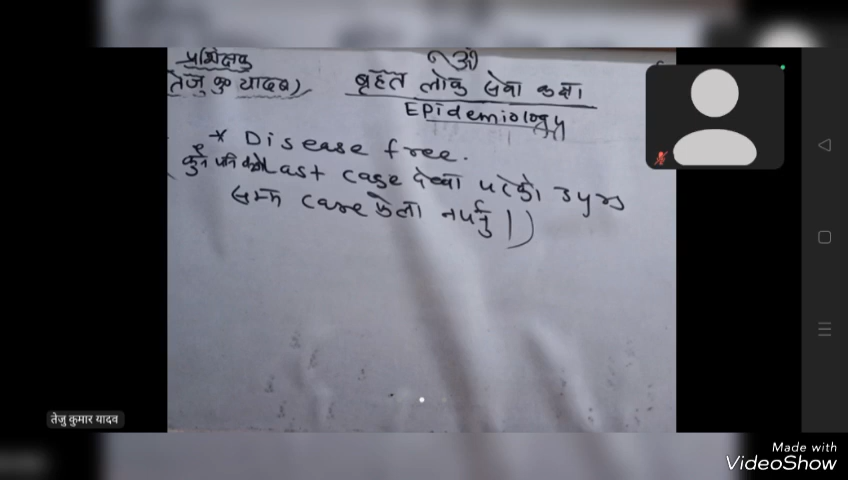 प्रशिक्षक
ॐ
(तेजु कु यादव)
बृहत लोक सेवा कक्षा
Epidemiology
* Disease free.
कुनै पनि Last case देखा परेको 3 yrs
सम्म case फेला नपर्नु।
तेजु कुमार यादव
Made with
VideoShow